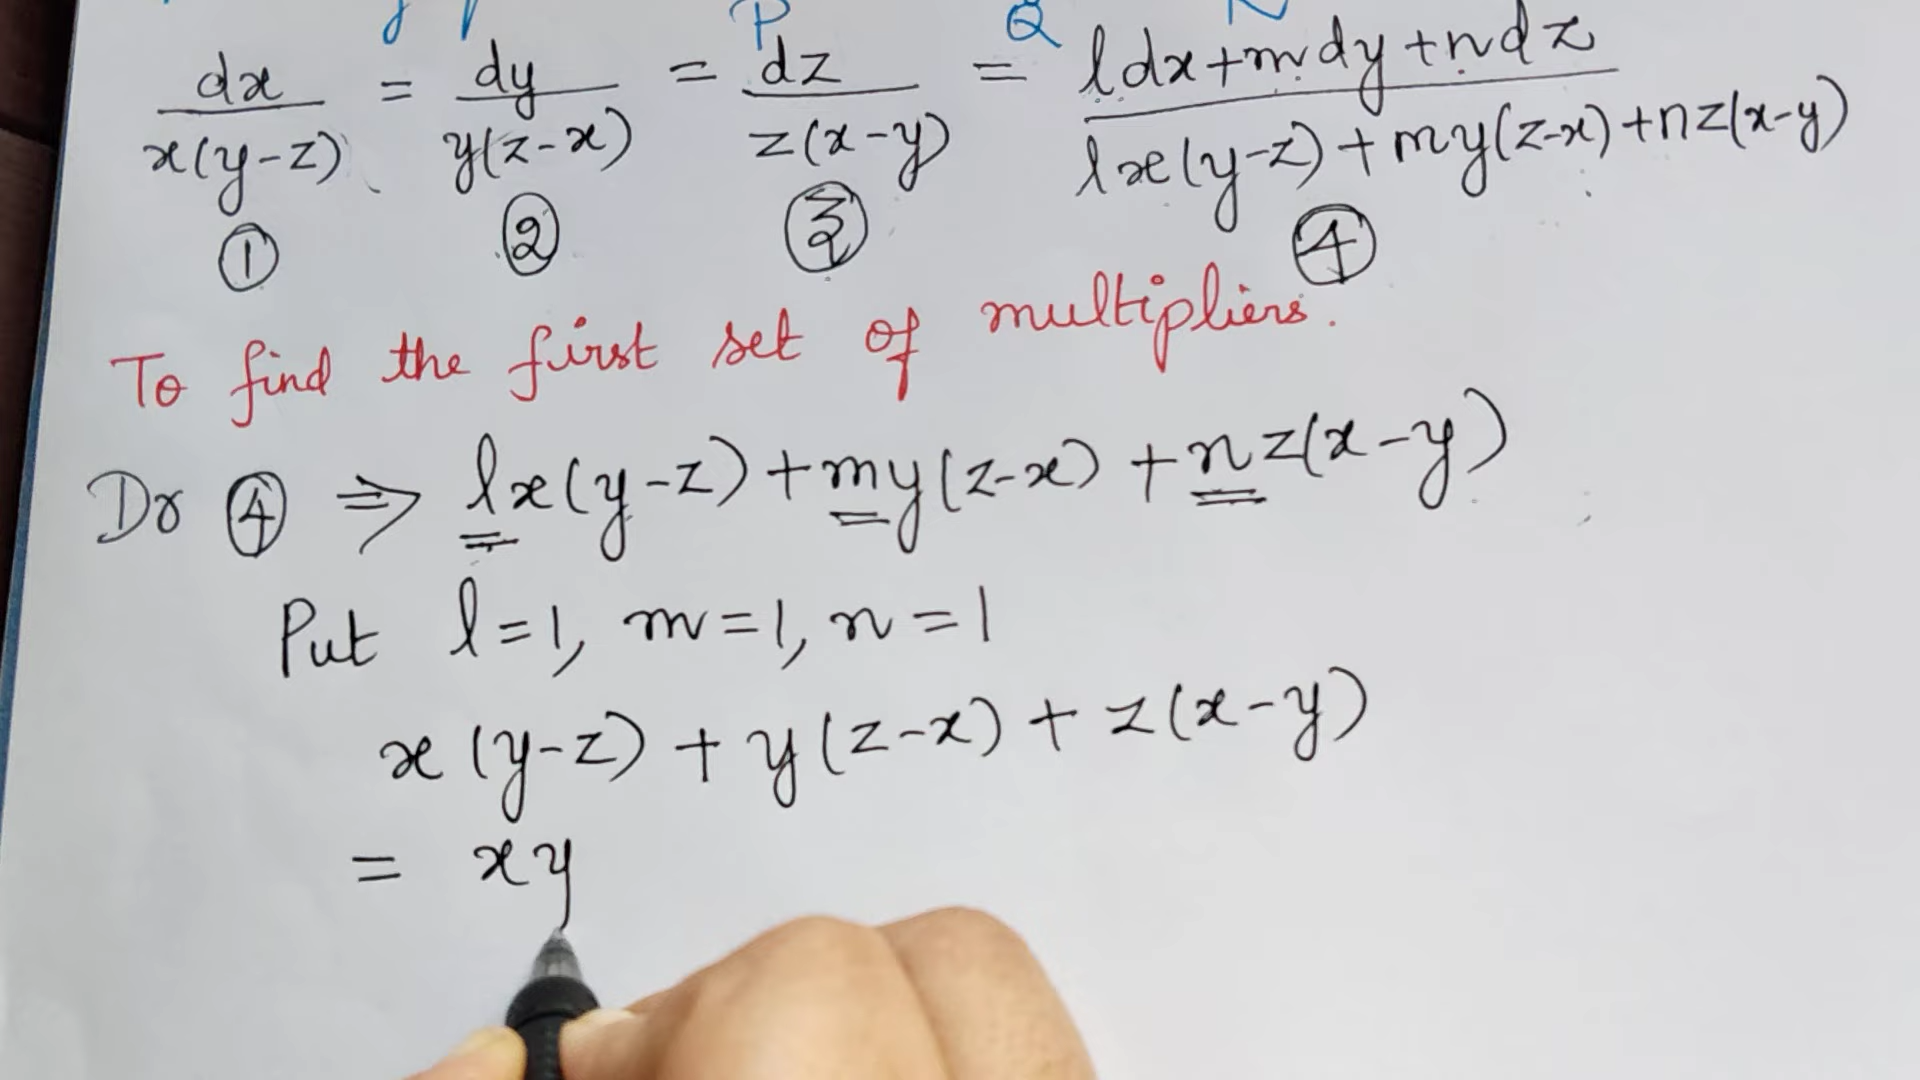 P Q
dx/x(y-z) = dy/y(z-x) = dz/z(x-y) = ldx+mdy+ndz/lx(y-z)+my(z-x)+nz(x-y)
① ② ③ ④
To find the first set of multipliers.
Dr ④ ⇒ lx(y-z)+my(z-x)+nz(x-y)
Put l=1, m=1, n=1
x(y-z)+y(z-x)+z(x-y)
= xy